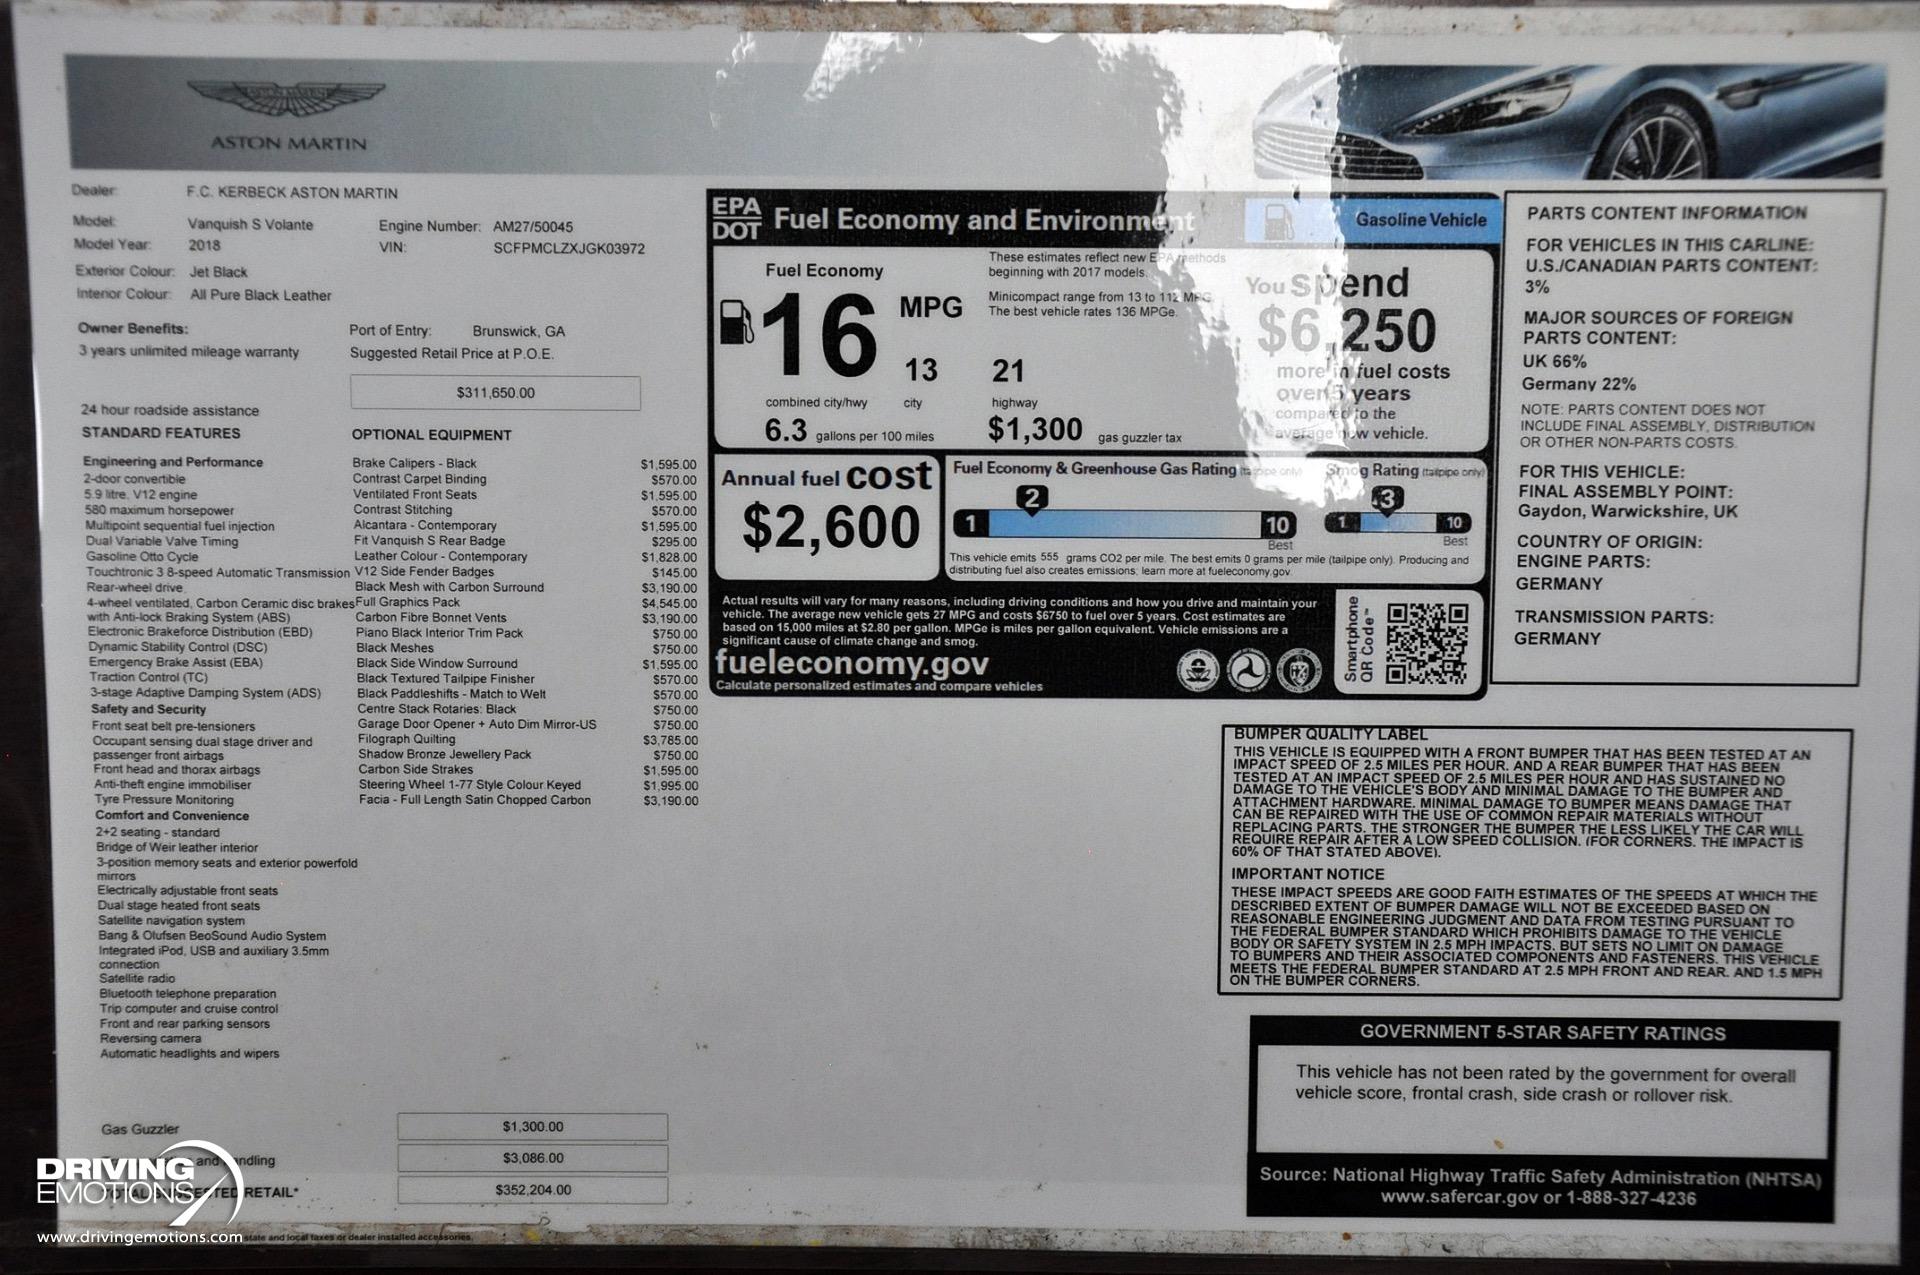 ASTON MARTIN
ASTON MARTIN
Dealer: F.C. KERBECK ASTON MARTIN
Model: Vanquish S Volante Engine Number: AM27/50045
Model Year: 2018 VIN: SCFPMCLZXJGK03972
Exterior Colour: Jet Black
Interior Colour: All Pure Black Leather
Owner Benefits: Port of Entry: Brunswick, GA
3 years unlimited mileage warranty Suggested Retail Price at P.O.E.
$311,650.00
24 hour roadside assistance
STANDARD FEATURES OPTIONAL EQUIPMENT
Engineering and Performance Brake Calipers - Black $1,595.00
2-door convertible Contrast Carpet Binding $570.00
5.9 litre, V12 engine Ventilated Front Seats $1,595.00
580 maximum horsepower Contrast Stitching $570.00
Multipoint sequential fuel injection Alcantara - Contemporary $1,595.00
Dual Variable Valve Timing Fit Vanquish S Rear Badge $295.00
Gasoline Otto Cycle Leather Colour - Contemporary $1,828.00
Touchtronic 3 8-speed Automatic Transmission V12 Side Fender Badges $145.00
Rear-wheel drive Black Mesh with Carbon Surround $3,190.00
4-wheel ventilated, Carbon Ceramic disc brakes Full Graphics Pack $4,545.00
with Anti-lock Braking System (ABS) Carbon Fibre Bonnet Vents $3,190.00
Electronic Brakeforce Distribution (EBD) Piano Black Interior Trim Pack $750.00
Dynamic Stability Control (DSC) Black Meshes $750.00
Emergency Brake Assist (EBA) Black Side Window Surround $1,595.00
Traction Control (TC) Black Textured Tailpipe Finisher $570.00
3-stage Adaptive Damping System (ADS) Black Paddleshifts - Match to Welt $570.00
Safety and Security Centre Stack Rotaries: Black $750.00
Front seat belt pre-tensioners Garage Door Opener + Auto Dim Mirror-US $750.00
Occupant sensing dual stage driver and Filograph Quilting $3,785.00
passenger front airbags Shadow Bronze Jewellery Pack $750.00
Front head and thorax airbags Carbon Side Strakes $1,595.00
Anti-theft engine immobiliser Steering Wheel 1-77 Style Colour Keyed $1,995.00
Tyre Pressure Monitoring Facia - Full Length Satin Chopped Carbon $3,190.00
Comfort and Convenience
2+2 seating - standard
Bridge of Weir leather interior
3-position memory seats and exterior powerfold
mirrors
Electrically adjustable front seats
Dual stage heated front seats
Satellite navigation system
Bang & Olufsen BeoSound Audio System
Integrated iPod, USB and auxiliary 3.5mm
connection
Satellite radio
Bluetooth telephone preparation
Trip computer and cruise control
Front and rear parking sensors
Reversing camera
Automatic headlights and wipers
Gas Guzzler $1,300.00
and $3,086.00
RETAIL* $352,204.00
state and local taxes or dealer installed accessories.
DRIVING
EMOTIONS
www.drivingemotions.com
EPA
DOT
Fuel Economy and Environment
Gasoline Vehicle
Fuel Economy
16 MPG
13 21
combined city/hwy city highway
6.3 gallons per 100 miles $1,300 gas guzzler tax
These estimates reflect new EPA methods
beginning with 2017 models.
Minicompact range from 13 to 112 MPG.
The best vehicle rates 136 MPGe.
You Spend
$6,250
more in fuel costs
over 5 years
compared to the
average new vehicle.
Annual fuel cost
$2,600
Fuel Economy & Greenhouse Gas Rating (tailpipe only) Smog Rating (tailpipe only)
2 3
1 10 1 10
Best Best
This vehicle emits 555 grams CO2 per mile. The best emits 0 grams per mile (tailpipe only). Producing and
distributing fuel also creates emissions; learn more at fueleconomy.gov.
Actual results will vary for many reasons, including driving conditions and how you drive and maintain your
vehicle. The average new vehicle gets 27 MPG and costs $6750 to fuel over 5 years. Cost estimates are
based on 15,000 miles at $2.80 per gallon. MPGe is miles per gallon equivalent. Vehicle emissions are a
significant cause of climate change and smog.
fueleconomy.gov
Calculate personalized estimates and compare vehicles
Smartphone
QR Code™
PARTS CONTENT INFORMATION
FOR VEHICLES IN THIS CARLINE:
U.S./CANADIAN PARTS CONTENT:
3%
MAJOR SOURCES OF FOREIGN
PARTS CONTENT:
UK 66%
Germany 22%
NOTE: PARTS CONTENT DOES NOT
INCLUDE FINAL ASSEMBLY, DISTRIBUTION
OR OTHER NON-PARTS COSTS.
FOR THIS VEHICLE:
FINAL ASSEMBLY POINT:
Gaydon, Warwickshire, UK
COUNTRY OF ORIGIN:
ENGINE PARTS:
GERMANY
TRANSMISSION PARTS:
GERMANY
BUMPER QUALITY LABEL
THIS VEHICLE IS EQUIPPED WITH A FRONT BUMPER THAT HAS BEEN TESTED AT AN
IMPACT SPEED OF 2.5 MILES PER HOUR. AND A REAR BUMPER THAT HAS BEEN
TESTED AT AN IMPACT SPEED OF 2.5 MILES PER HOUR AND HAS SUSTAINED NO
DAMAGE TO THE VEHICLE'S BODY AND MINIMAL DAMAGE TO THE BUMPER AND
ATTACHMENT HARDWARE. MINIMAL DAMAGE TO BUMPER MEANS DAMAGE THAT
CAN BE REPAIRED WITH THE USE OF COMMON REPAIR MATERIALS WITHOUT
REPLACING PARTS. THE STRONGER THE BUMPER THE LESS LIKELY THE CAR WILL
REQUIRE REPAIR AFTER A LOW SPEED COLLISION. (FOR CORNERS. THE IMPACT IS
60% OF THAT STATED ABOVE).
IMPORTANT NOTICE
THESE IMPACT SPEEDS ARE GOOD FAITH ESTIMATES OF THE SPEEDS AT WHICH THE
DESCRIBED EXTENT OF BUMPER DAMAGE WILL NOT BE EXCEEDED BASED ON
REASONABLE ENGINEERING JUDGMENT AND DATA FROM TESTING PURSUANT TO
THE FEDERAL BUMPER STANDARD WHICH PROHIBITS DAMAGE TO THE VEHICLE
BODY OR SAFETY SYSTEM IN 2.5 MPH IMPACTS. BUT SETS NO LIMIT ON DAMAGE
TO BUMPERS AND THEIR ASSOCIATED COMPONENTS AND FASTENERS. THIS VEHICLE
MEETS THE FEDERAL BUMPER STANDARD AT 2.5 MPH FRONT AND REAR. AND 1.5 MPH
ON THE BUMPER CORNERS.
GOVERNMENT 5-STAR SAFETY RATINGS
This vehicle has not been rated by the government for overall
vehicle score, frontal crash, side crash or rollover risk.
Source: National Highway Traffic Safety Administration (NHTSA)
www.safercar.gov or 1-888-327-4236